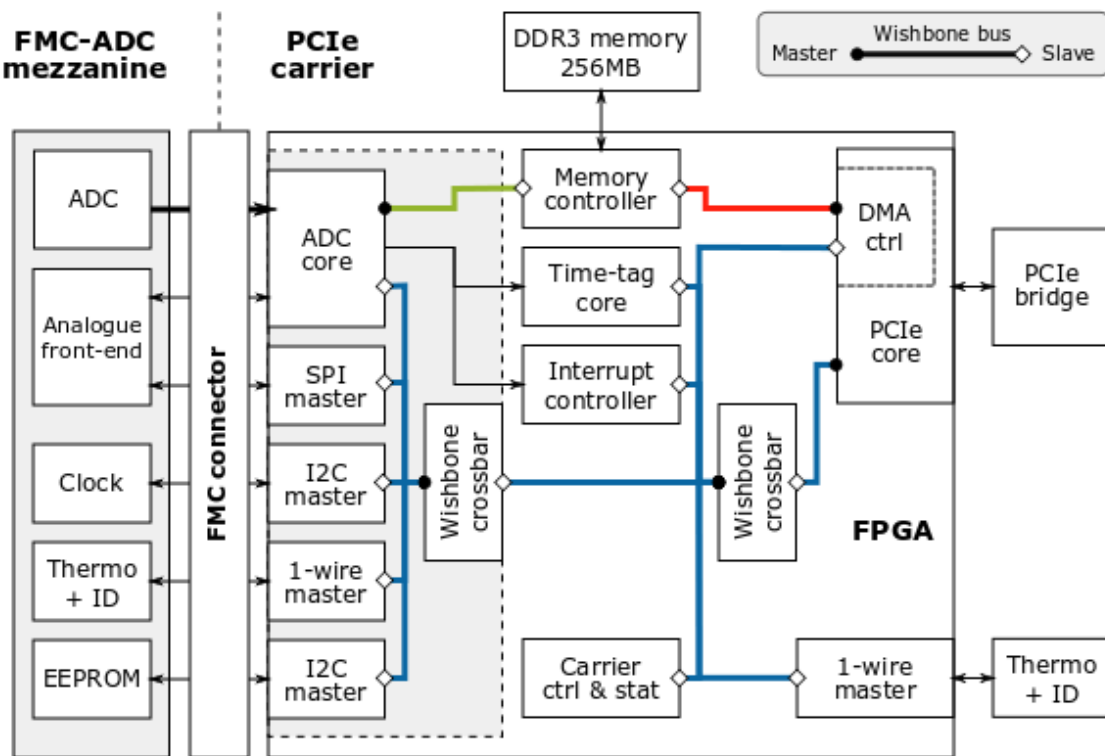 FMC-ADC
mezzanine
PCIe
carrier
DDR3 memory
256MB
Wishbone bus
Master
Slave
ADC
Analogue
front-end
Clock
Thermo
+ ID
EEPROM
FMC connector
ADC
core
SPI
master
I2C
master
1-wire
master
I2C
master
Wishbone
crossbar
Memory
controller
Time-tag
core
Interrupt
controller
Carrier
ctrl & stat
Wishbone
crossbar
DMA
ctrl
PCIe
core
FPGA
1-wire
master
PCIe
bridge
Thermo
+ ID